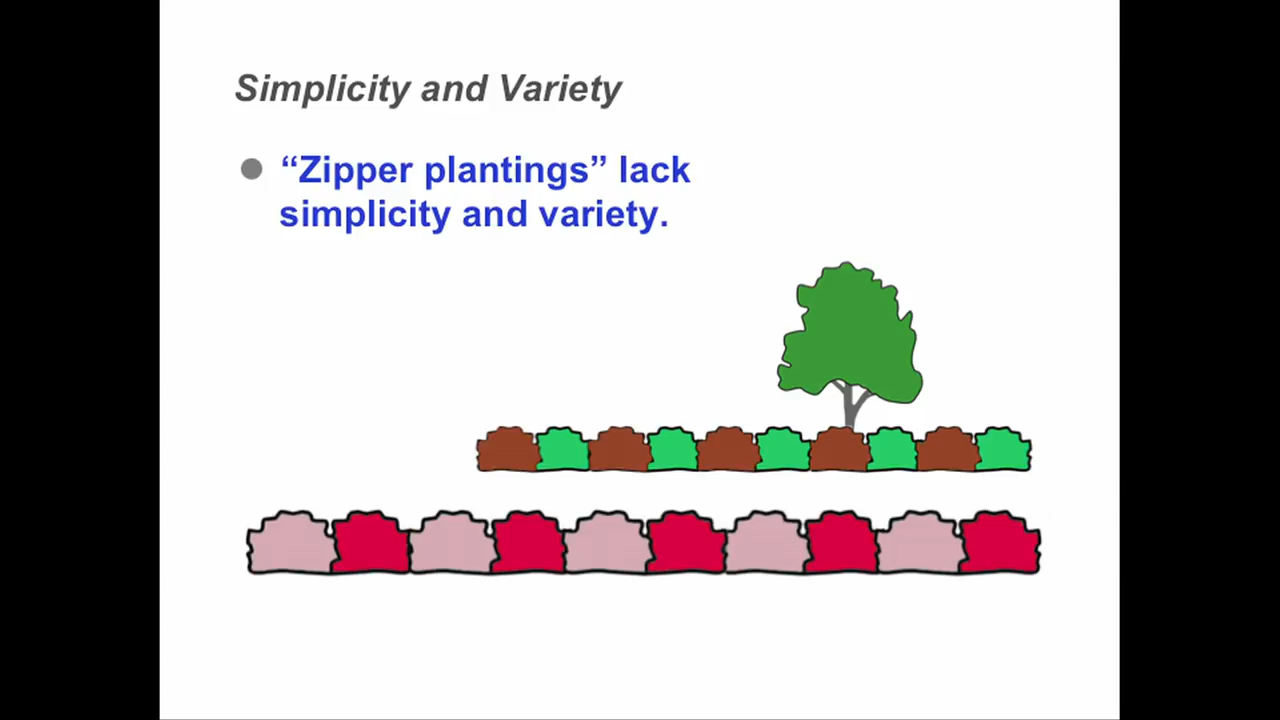 Simplicity and Variety
“Zipper plantings” lack
simplicity and variety.